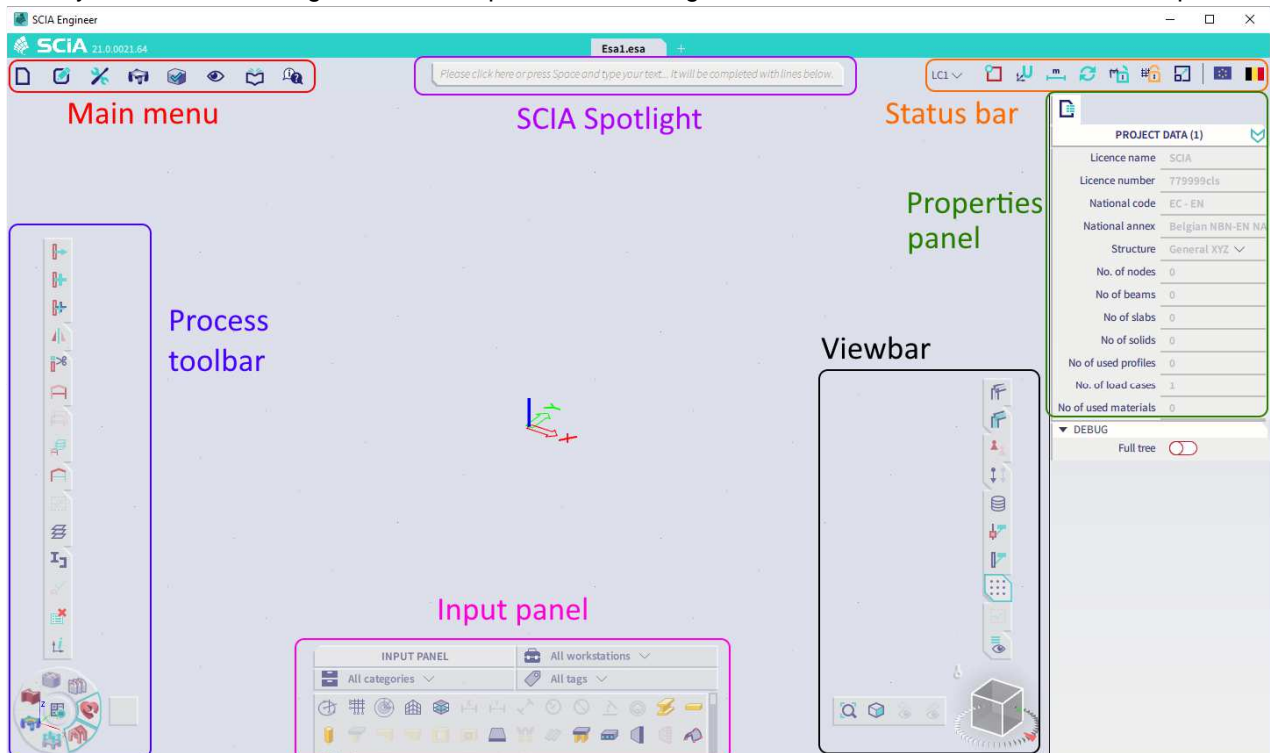 SCIA Engineer
SCiA 21.0.0021.64
Esa1.esa +
Please click here or press Space and type your text... It will be completed with lines below.
LC1
Main menu
SCIA Spotlight
Status bar
PROJECT DATA (1)
Licence name SCIA
Licence number 779999cls
National code EC - EN
National annex Belgian NBN-EN NA
Structure General XYZ
No. of nodes 0
No of beams 0
No of slabs 0
No of solids 0
No of used profiles 0
No. of load cases 1
No of used materials 0
DEBUG
Full tree
Properties
panel
Process
toolbar
Viewbar
Input panel
INPUT PANEL
All workstations
All categories
All tags
X
Y
z